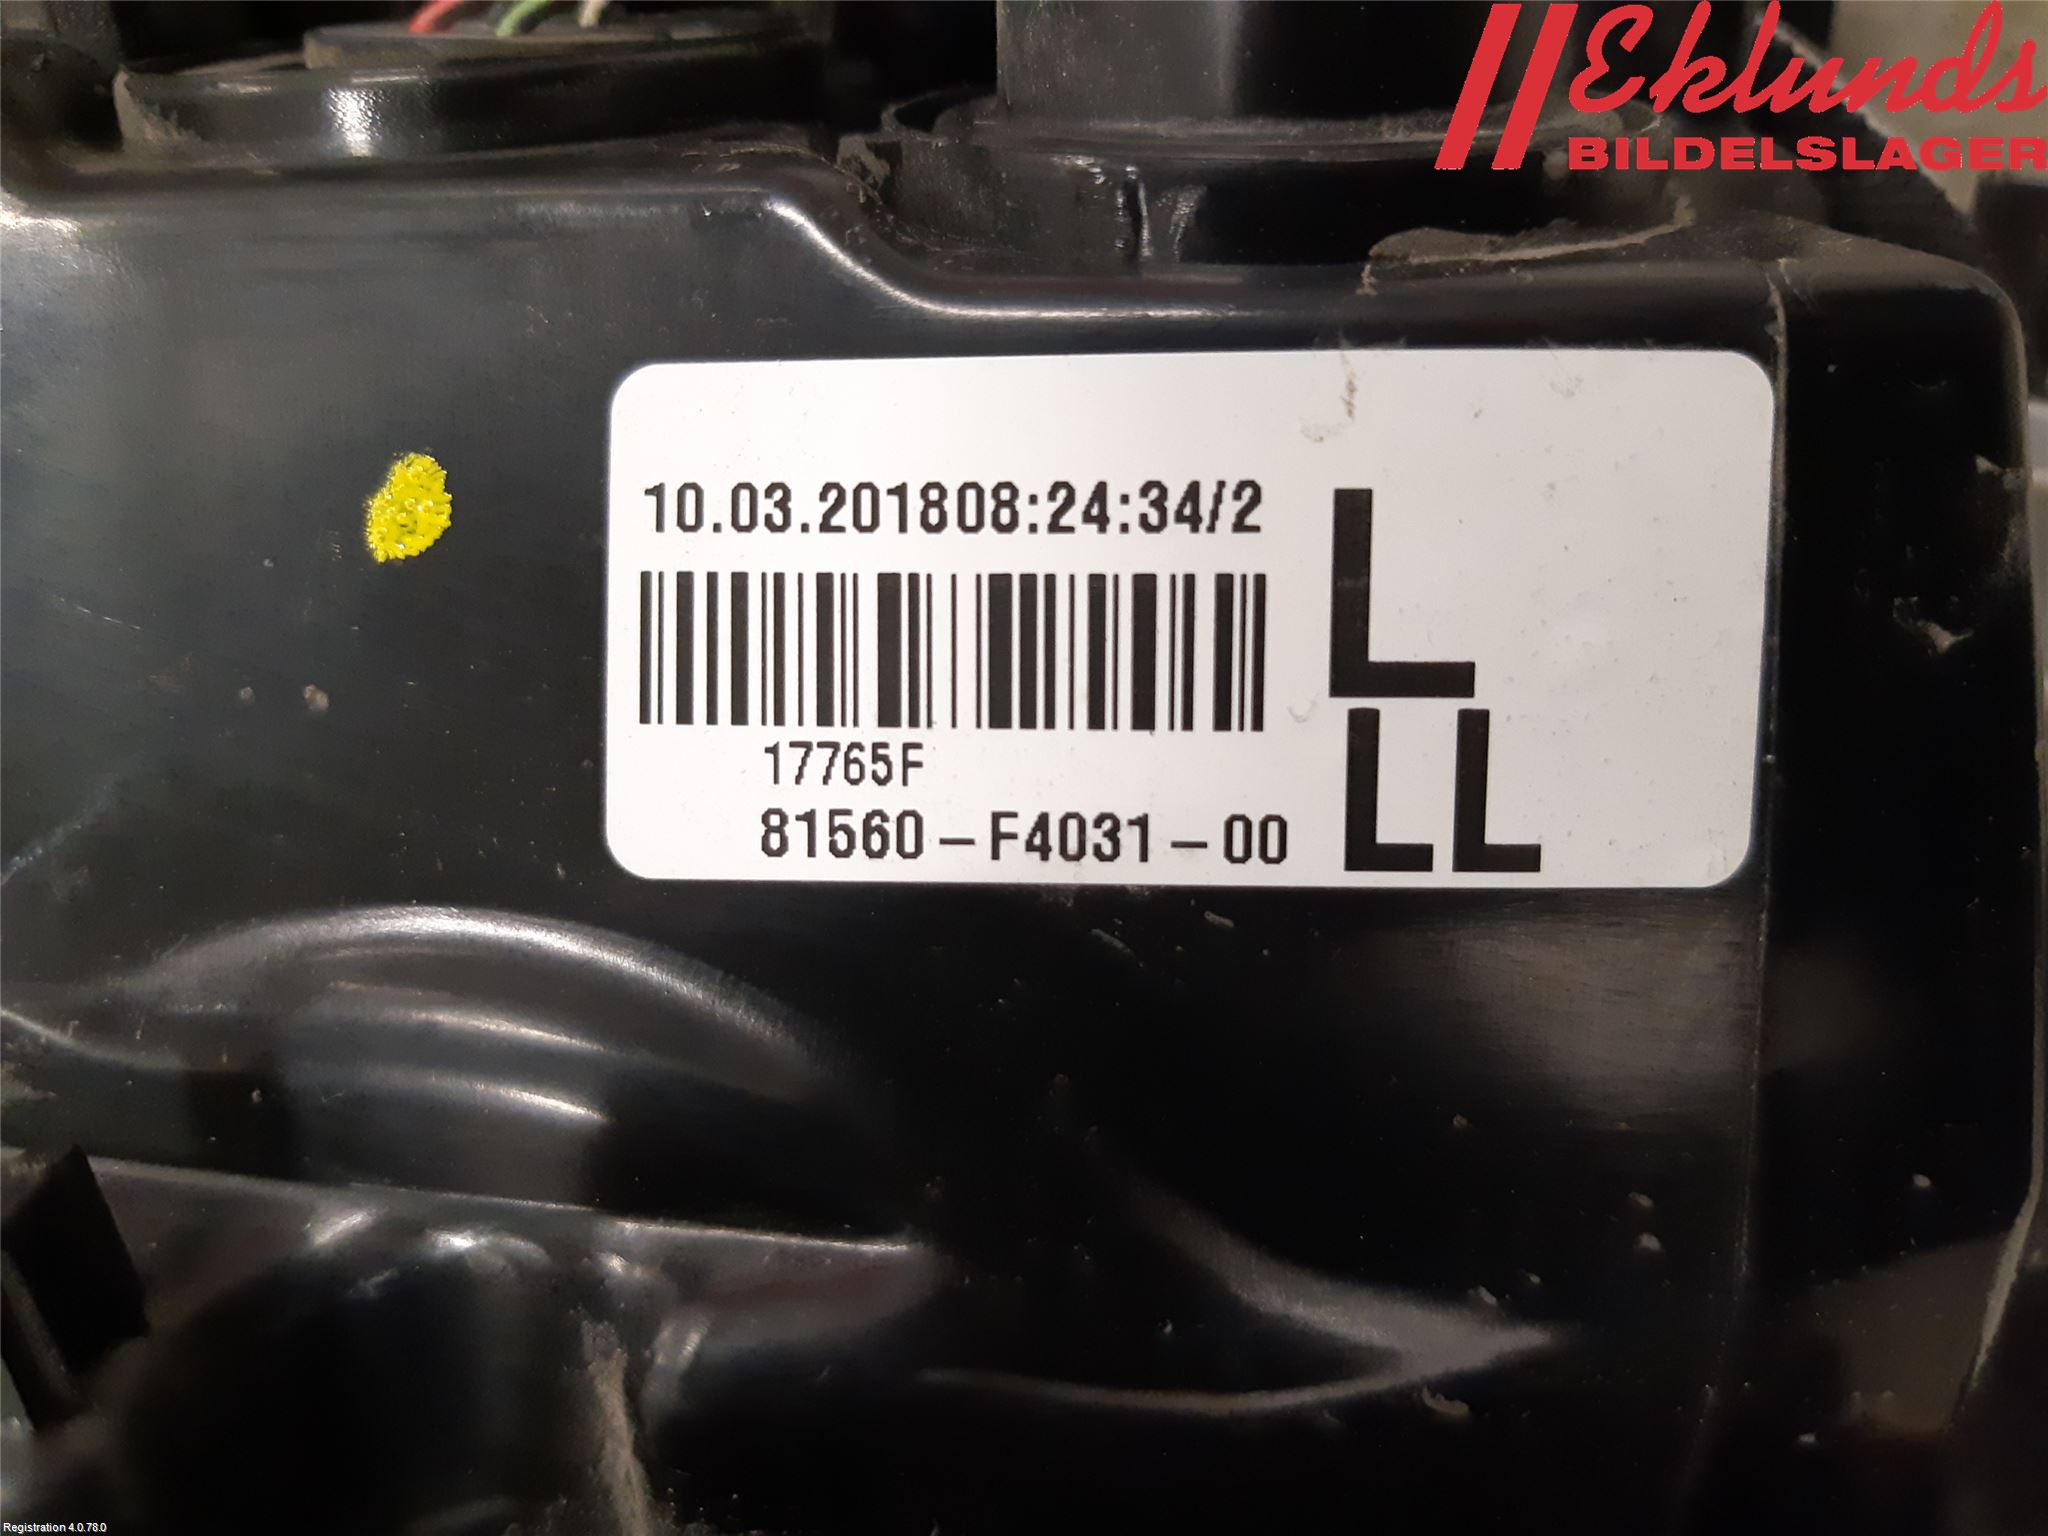 Eklunds
BILDELSLAGER
10.03.201808:24:34/2
L
17765F
81560-F4031-00
LL
Registration 4.0.78.0